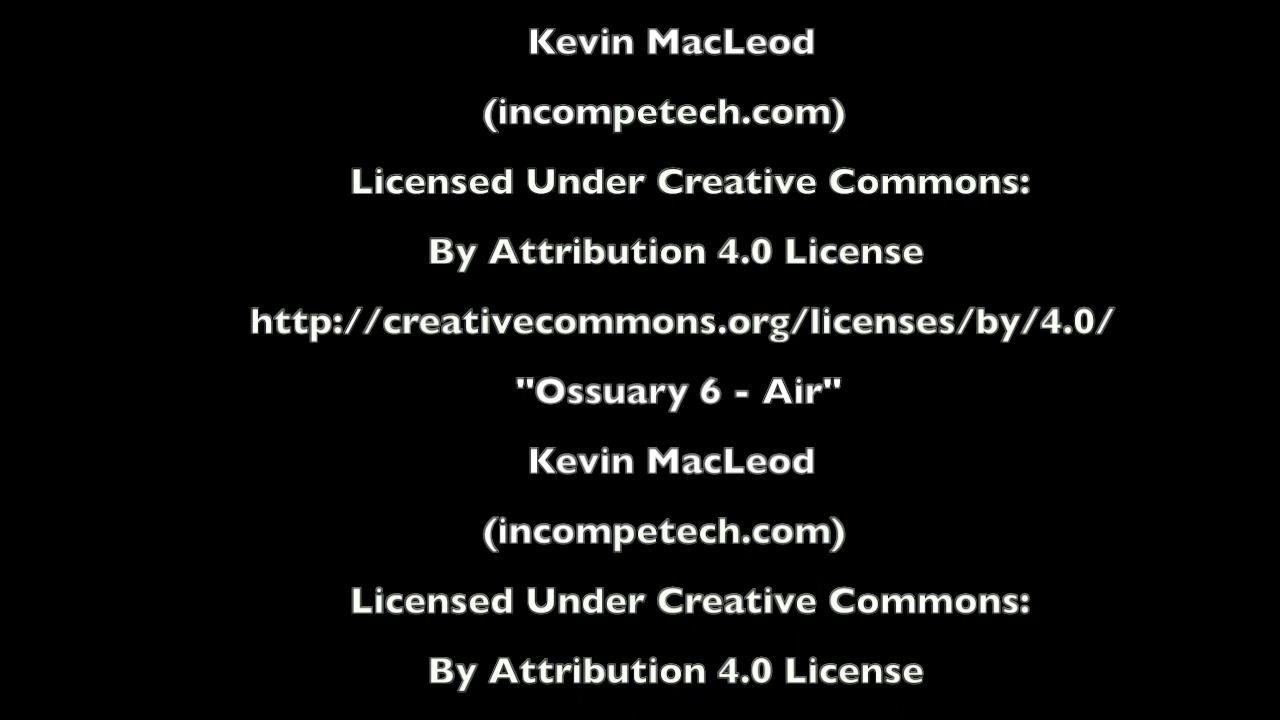 Kevin MacLeod
(incompetech.com)
Licensed Under Creative Commons:
By Attribution 4.0 License
http://creativecommons.org/licenses/by/4.0/
"Ossuary 6 - Air"
Kevin MacLeod
(incompetech.com)
Licensed Under Creative Commons:
By Attribution 4.0 License